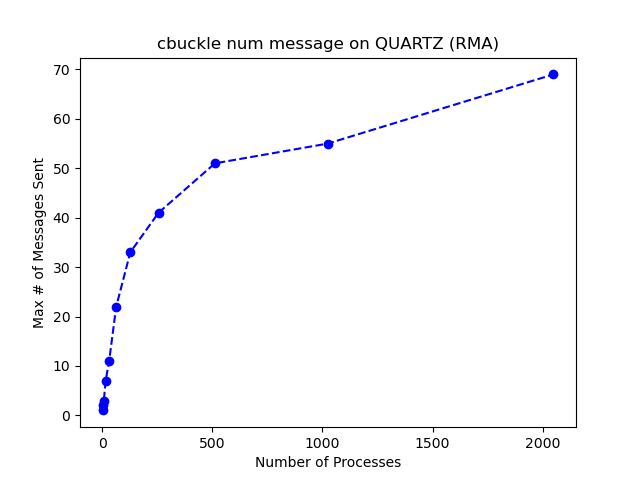 cbuckle num message on QUARTZ (RMA)
Max # of Messages Sent
70
60
50
40
30
20
10
0
0 500 1000 1500 2000
Number of Processes